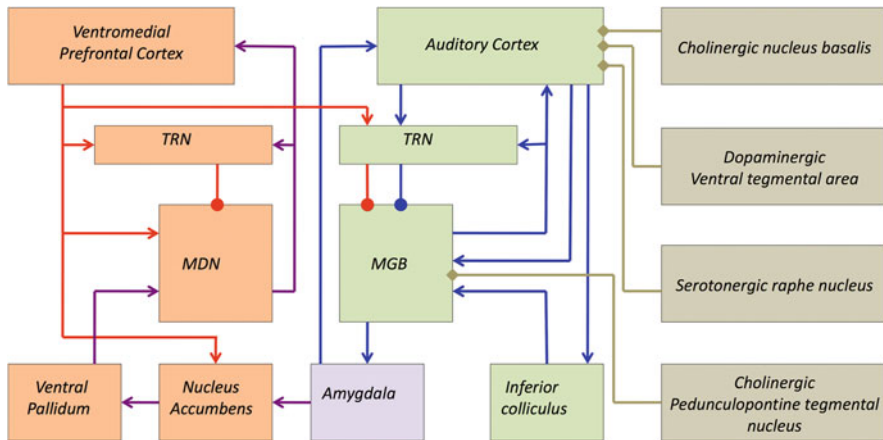 Ventromedial
Prefrontal Cortex
Auditory Cortex
Cholinergic nucleus basalis
TRN
TRN
Dopaminergic
Ventral tegmental area
MDN
MGB
Serotonergic raphe nucleus
Ventral
Pallidum
Nucleus
Accumbens
Amygdala
Inferior
colliculus
Cholinergic
Pedunculopontine tegmental
nucleus